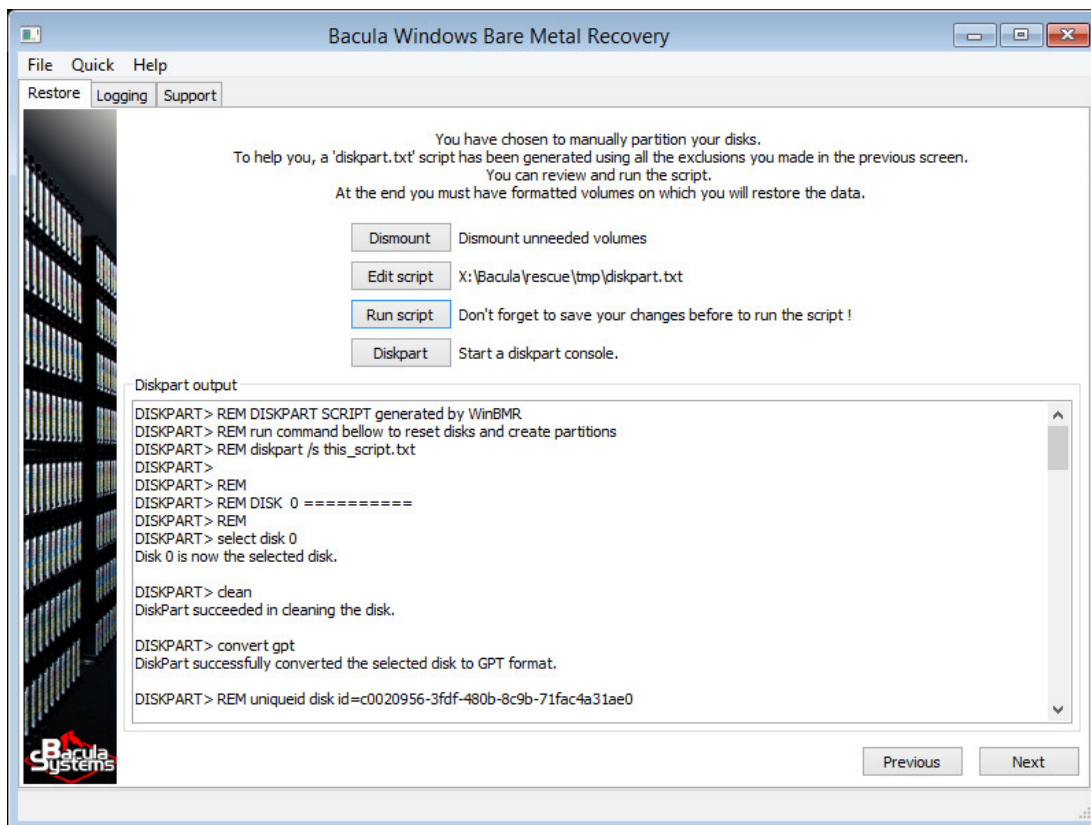 Bacula Windows Bare Metal Recovery
File Quick Help
Restore Logging Support
You have chosen to manually partition your disks.
To help you, a 'diskpart.txt' script has been generated using all the exclusions you made in the previous screen.
You can review and run the script.
At the end you must have formatted volumes on which you will restore the data.
Dismount Dismount unneeded volumes
Edit script X:\Bacula\rescue\tmp\diskpart.txt
Run script Don't forget to save your changes before to run the script !
Diskpart Start a diskpart console.
Diskpart output
DISKPART> REM DISKPART SCRIPT generated by WinBMR
DISKPART> REM run command bellow to reset disks and create partitions
DISKPART> REM diskpart /s this_script.txt
DISKPART>
DISKPART> REM
DISKPART> REM DISK 0 ==========
DISKPART> REM
DISKPART> select disk 0
Disk 0 is now the selected disk.
DISKPART> clean
DiskPart succeeded in cleaning the disk.
DISKPART> convert gpt
DiskPart successfully converted the selected disk to GPT format.
DISKPART> REM uniqueid disk id=c0020956-3fdf-480b-8c9b-71fac4a31ae0
Bacula
Systems
Previous Next